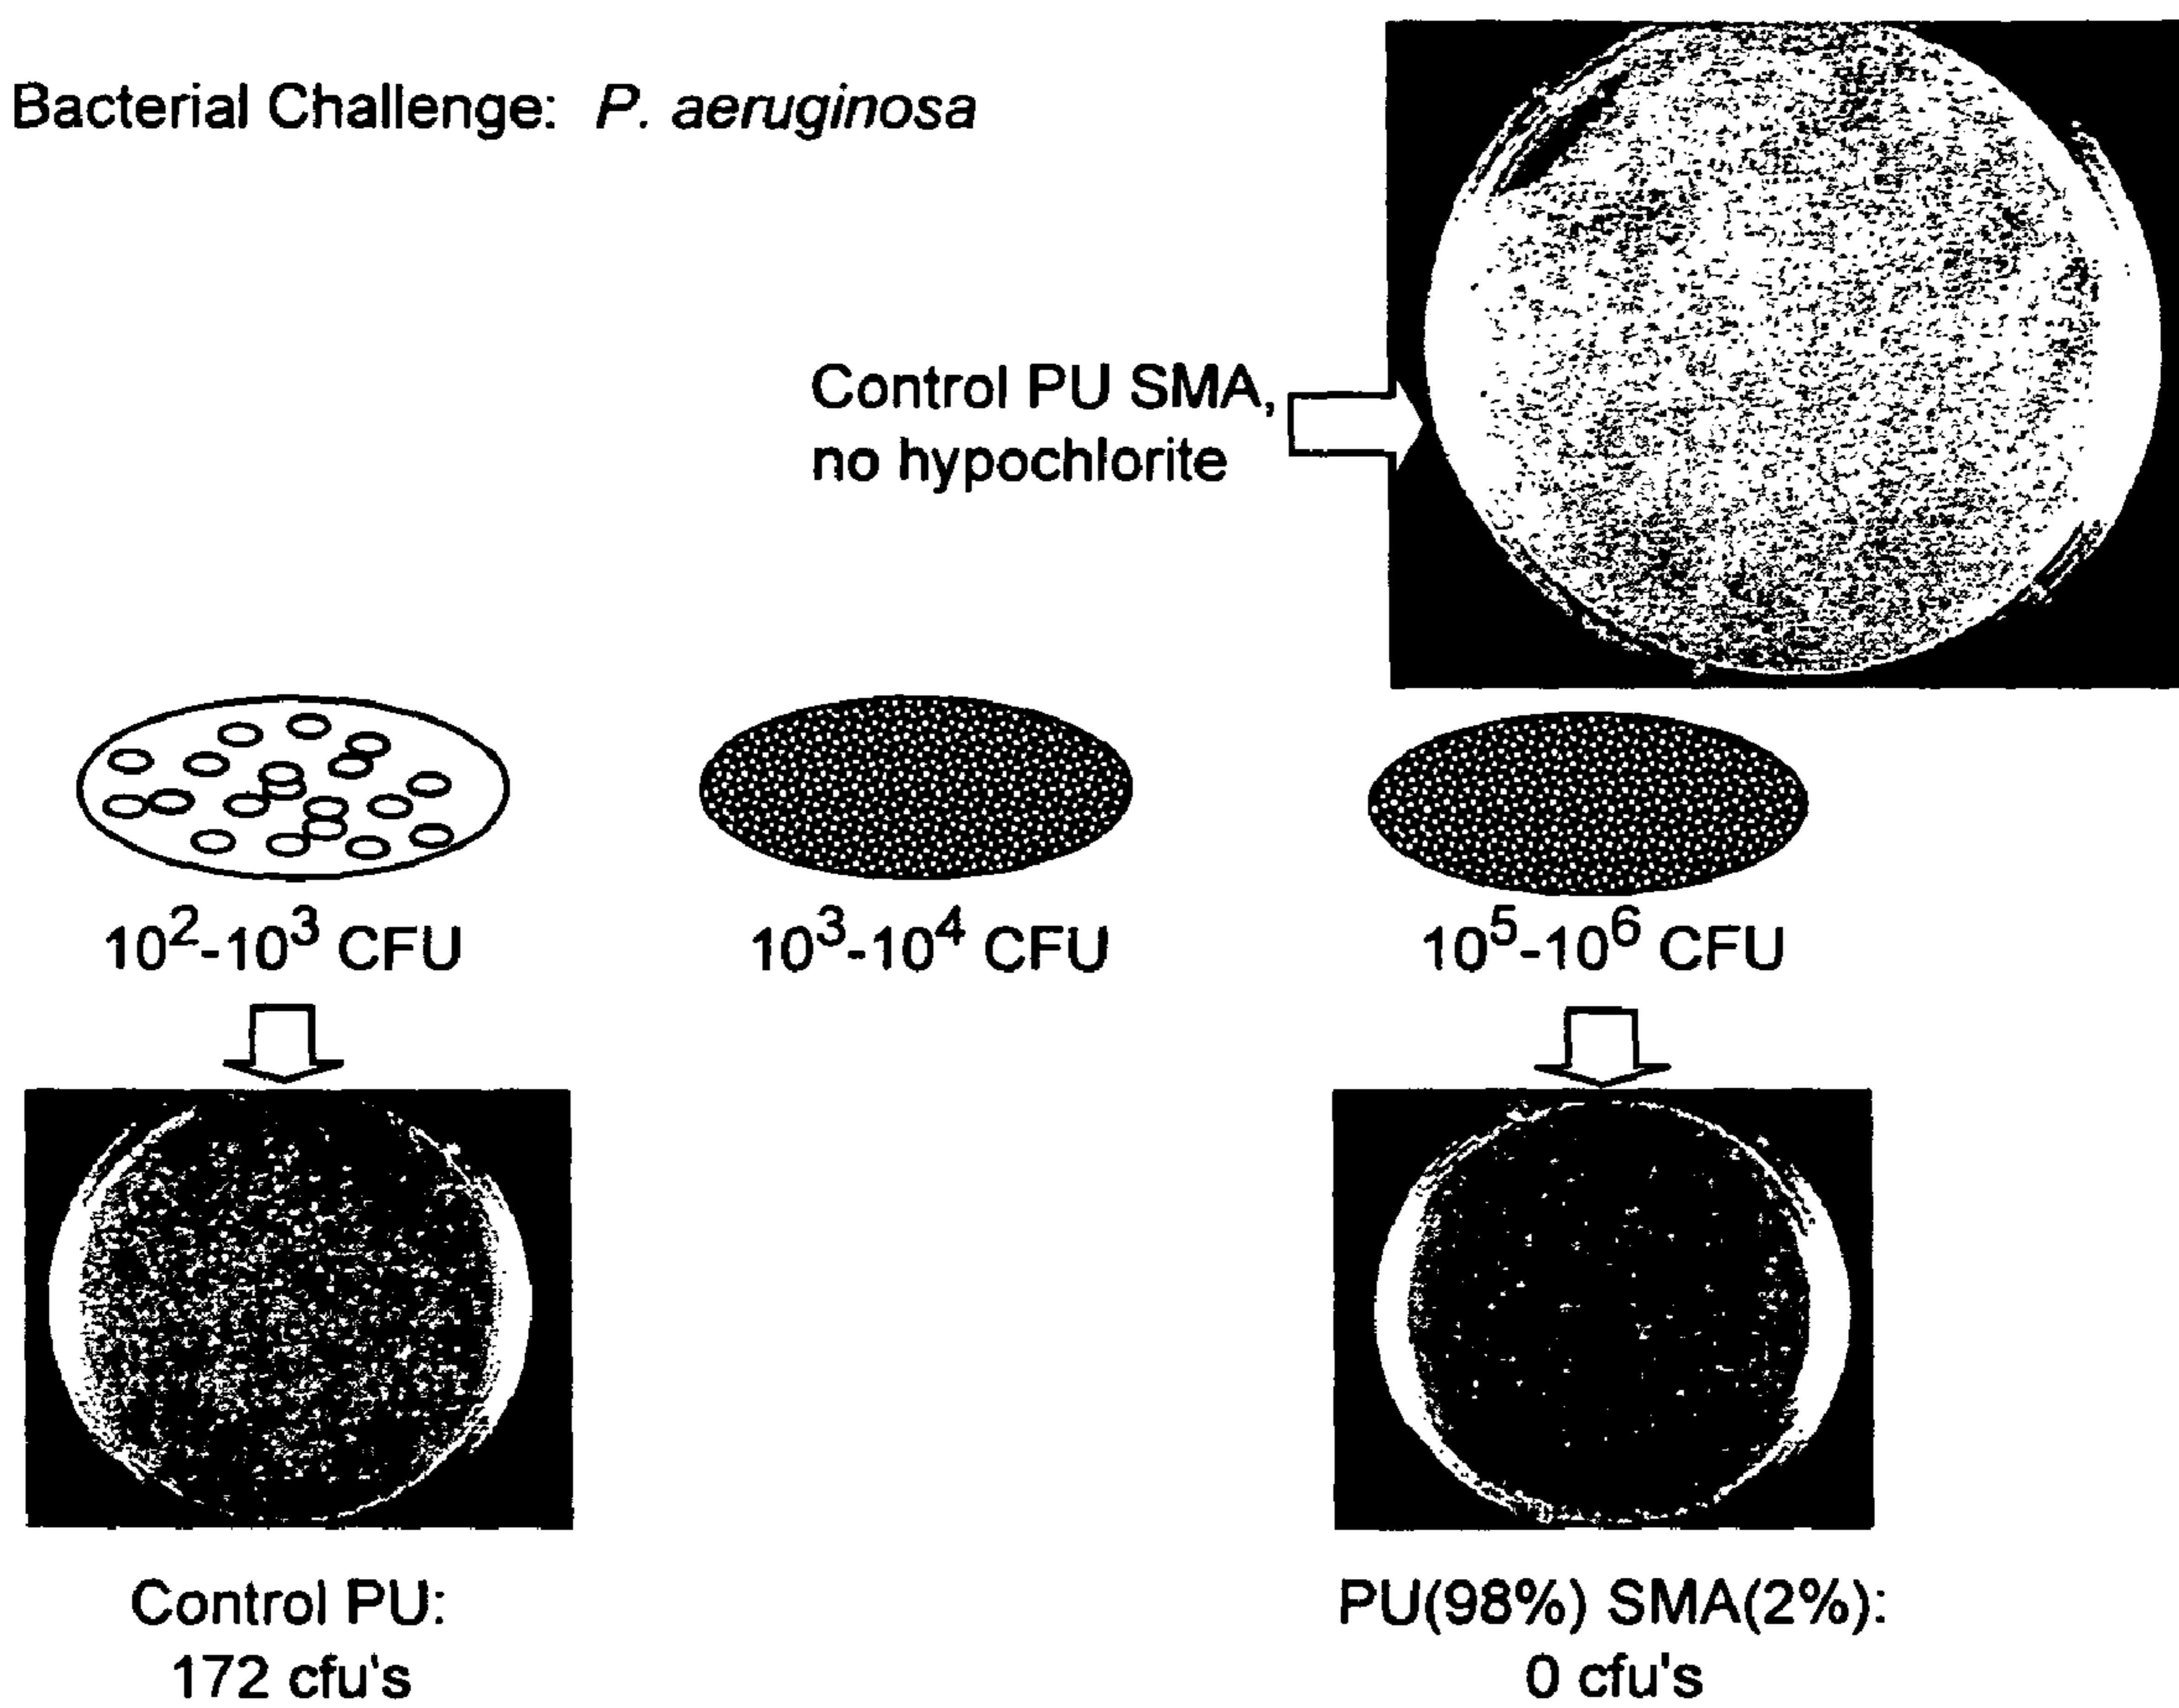 Bacterial Challenge: P. aeruginosa
Control PU SMA,
no hypochlorite
10²-10³ CFU
10³-10⁴ CFU
10⁵-10⁶ CFU
Control PU:
172 cfu's
PU(98%) SMA(2%):
0 cfu's